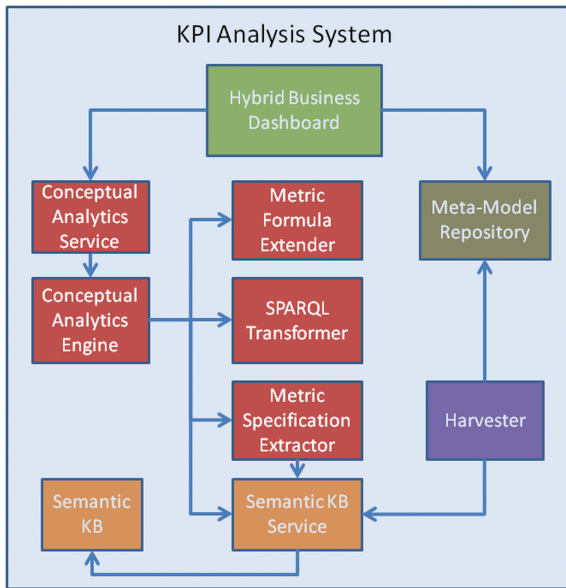 KPI Analysis System
Hybrid Business
Dashboard
Conceptual
Analytics
Service
Metric
Formula
Extender
Meta-Model
Repository
Conceptual
Analytics
Engine
SPARQL
Transformer
Metric
Specification
Extractor
Harvester
Semantic
KB
Semantic KB
Service